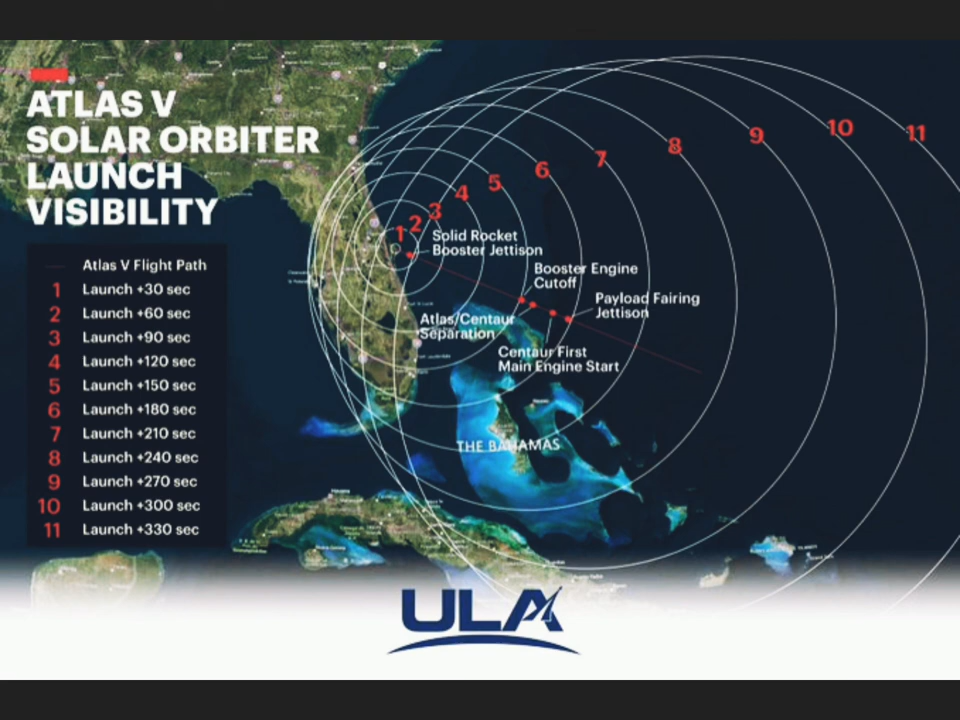 ATLAS V
SOLAR ORBITER
LAUNCH
VISIBILITY
Atlas V Flight Path
1 Launch +30 sec
2 Launch +60 sec
3 Launch +90 sec
4 Launch +120 sec
5 Launch +150 sec
6 Launch +180 sec
7 Launch +210 sec
8 Launch +240 sec
9 Launch +270 sec
10 Launch +300 sec
11 Launch +330 sec
1 2 3 4 5 6 7 8 9 10 11
Solid Rocket
Booster Jettison
Booster Engine
Cutoff
Payload Fairing
Jettison
Atlas/Centaur
Separation
Centaur First
Main Engine Start
THE BAHAMAS
ULA